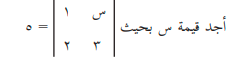 أجد قيمة س بحيث | س ١ | = ٥
| ٣ ٢ |